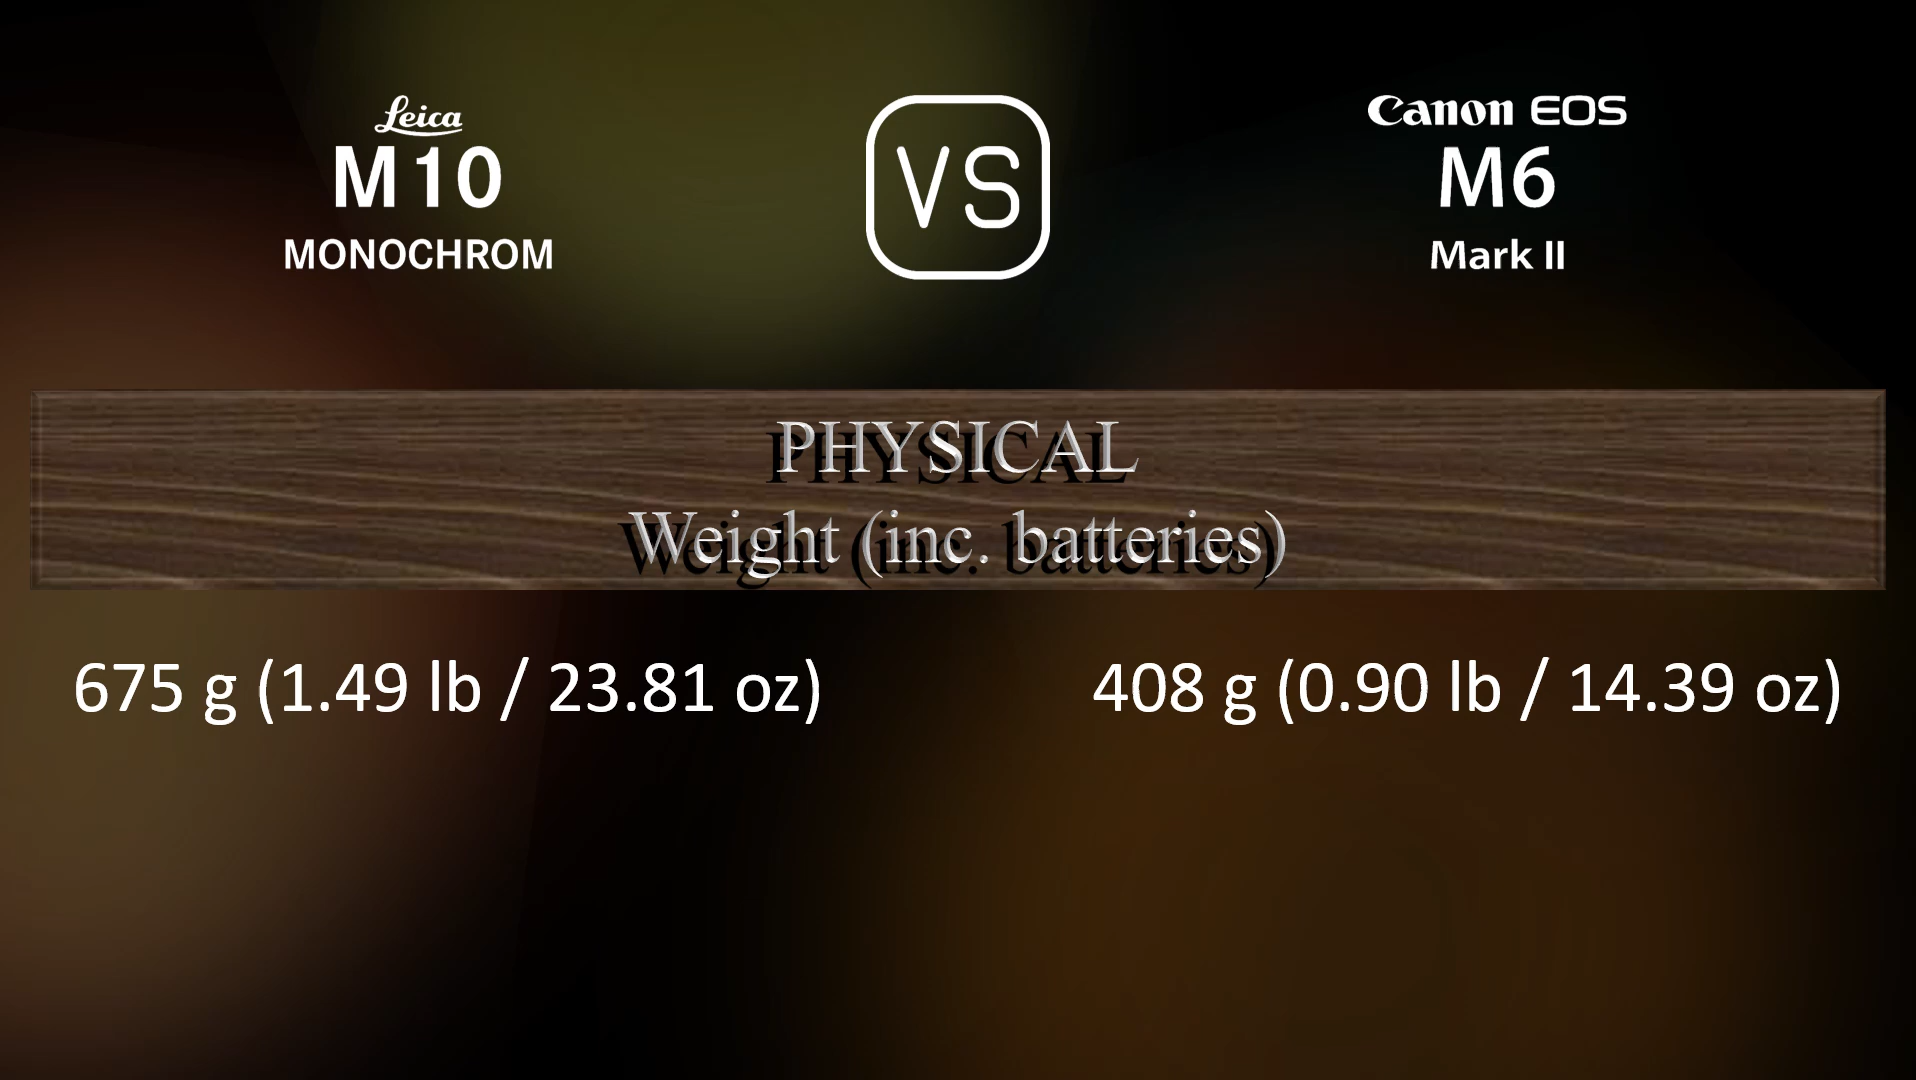 Leica
M10
MONOCHROM
VS
Canon EOS
M6
Mark II
PHYSICAL
Weight (inc. batteries)
675 g (1.49 lb / 23.81 oz)
408 g (0.90 lb / 14.39 oz)